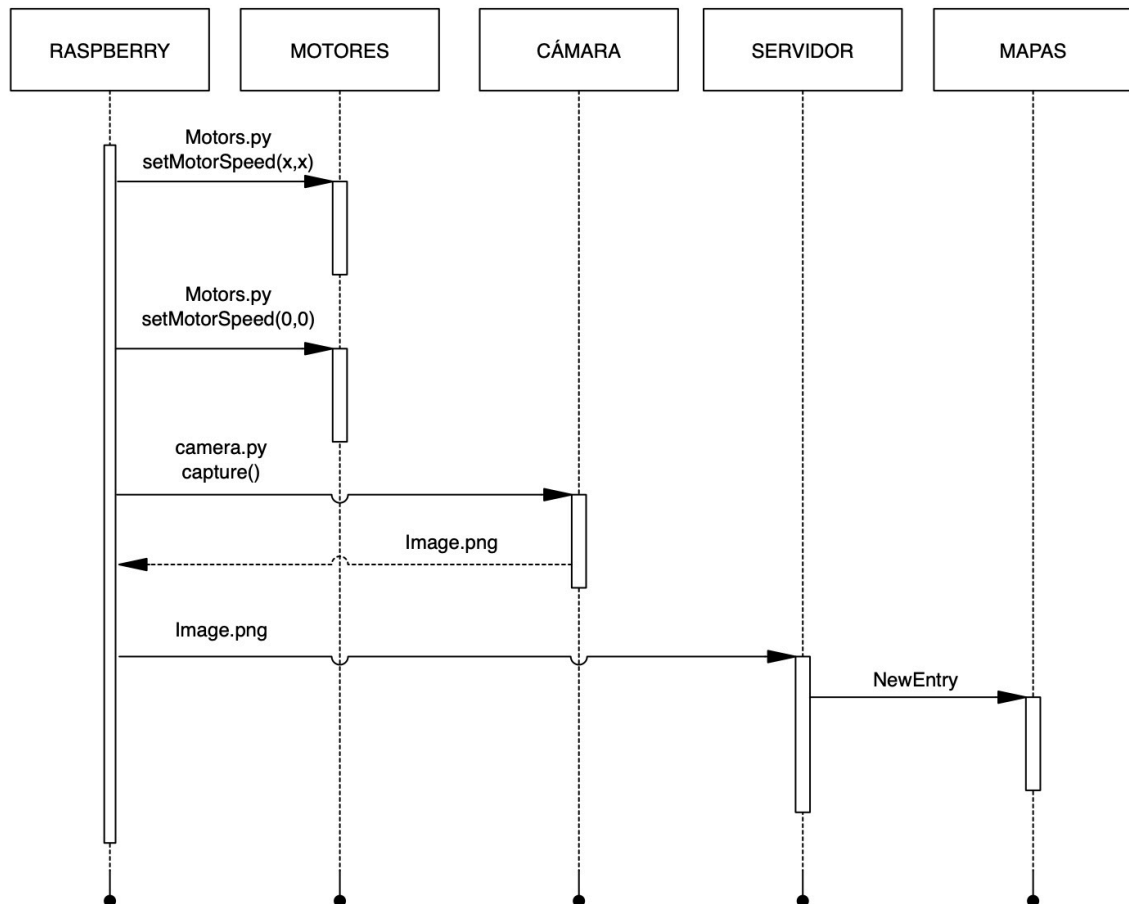 RASPBERRY
MOTORES
CÁMARA
SERVIDOR
MAPAS
Motors.py
setMotorSpeed(x,x)
Motors.py
setMotorSpeed(0,0)
camera.py
capture()
Image.png
Image.png
NewEntry